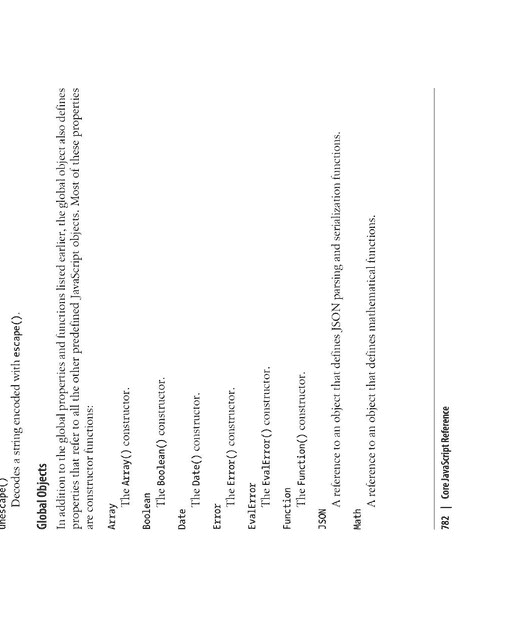 unescape()
Decodes a string encoded with escape().
Global Objects
In addition to the global properties and functions listed earlier, the global object also defines
properties that refer to all the other predefined JavaScript objects. Most of these properties
are constructor functions:
Array
The Array() constructor.
Boolean
The Boolean() constructor.
Date
The Date() constructor.
Error
The Error() constructor.
EvalError
The EvalError() constructor.
Function
The Function() constructor.
JSON
A reference to an object that defines JSON parsing and serialization functions.
Math
A reference to an object that defines mathematical functions.
782 | Core JavaScript Reference